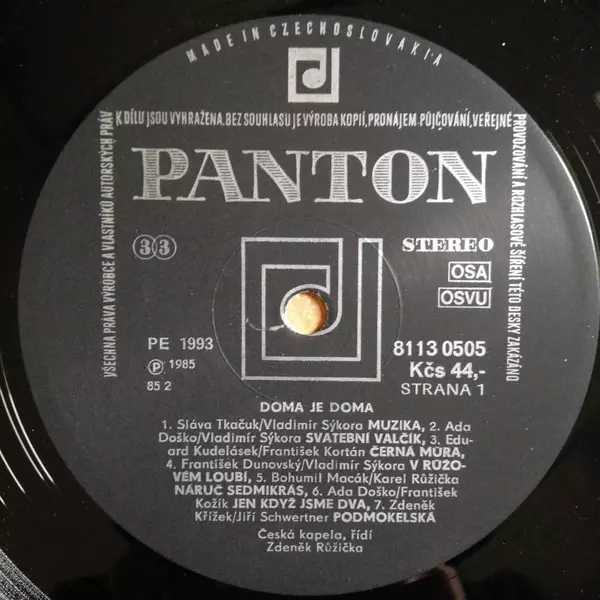 MADE IN CZECHOSLOVAKIA
VŠECHNA PRÁVA VÝROBCE A VLASTNÍKŮ AUTORSKÝCH PRÁV
K DÍLU JSOU VYHRAŽENA. BEZ SOUHLASU JE VÝROBA KOPIÍ, PRONÁJEM. PŮJČOVÁNÍ, VEŘEJNÉ
PROVOZOVÁNÍ A ROZHLASOVÉ ŠÍŘENÍ TÉTO DESKY ZAKÁZÁNO
PANTON
33
STEREO
OSA
OSVU
PE 1993
Ⓟ 1985
85 2
8113 0505
Kčs 44,-
STRANA 1
DOMA JE DOMA
1. Sláva Tkačuk/Vladimír Sýkora MUZIKA, 2. Ada
Doško/Vladimír Sýkora SVATEBNÍ VALČÍK, 3. Edu-
ard Kudelásek/František Kortán ČERNÁ MŮRA,
4. František Dunovský/Vladimír Sýkora V RŮŽO-
VÉM LOUBÍ, 5. Bohumil Macák/Karel Růžička
NÁRUČ SEDMIKRÁS, 6. Ada Doško/František
Kožík JEN KDYŽ JSME DVA, 7. Zdeněk
Křížek/Jiří Schwertner PODMOKELSKÁ
Česká kapela, řídí
Zdeněk Růžička